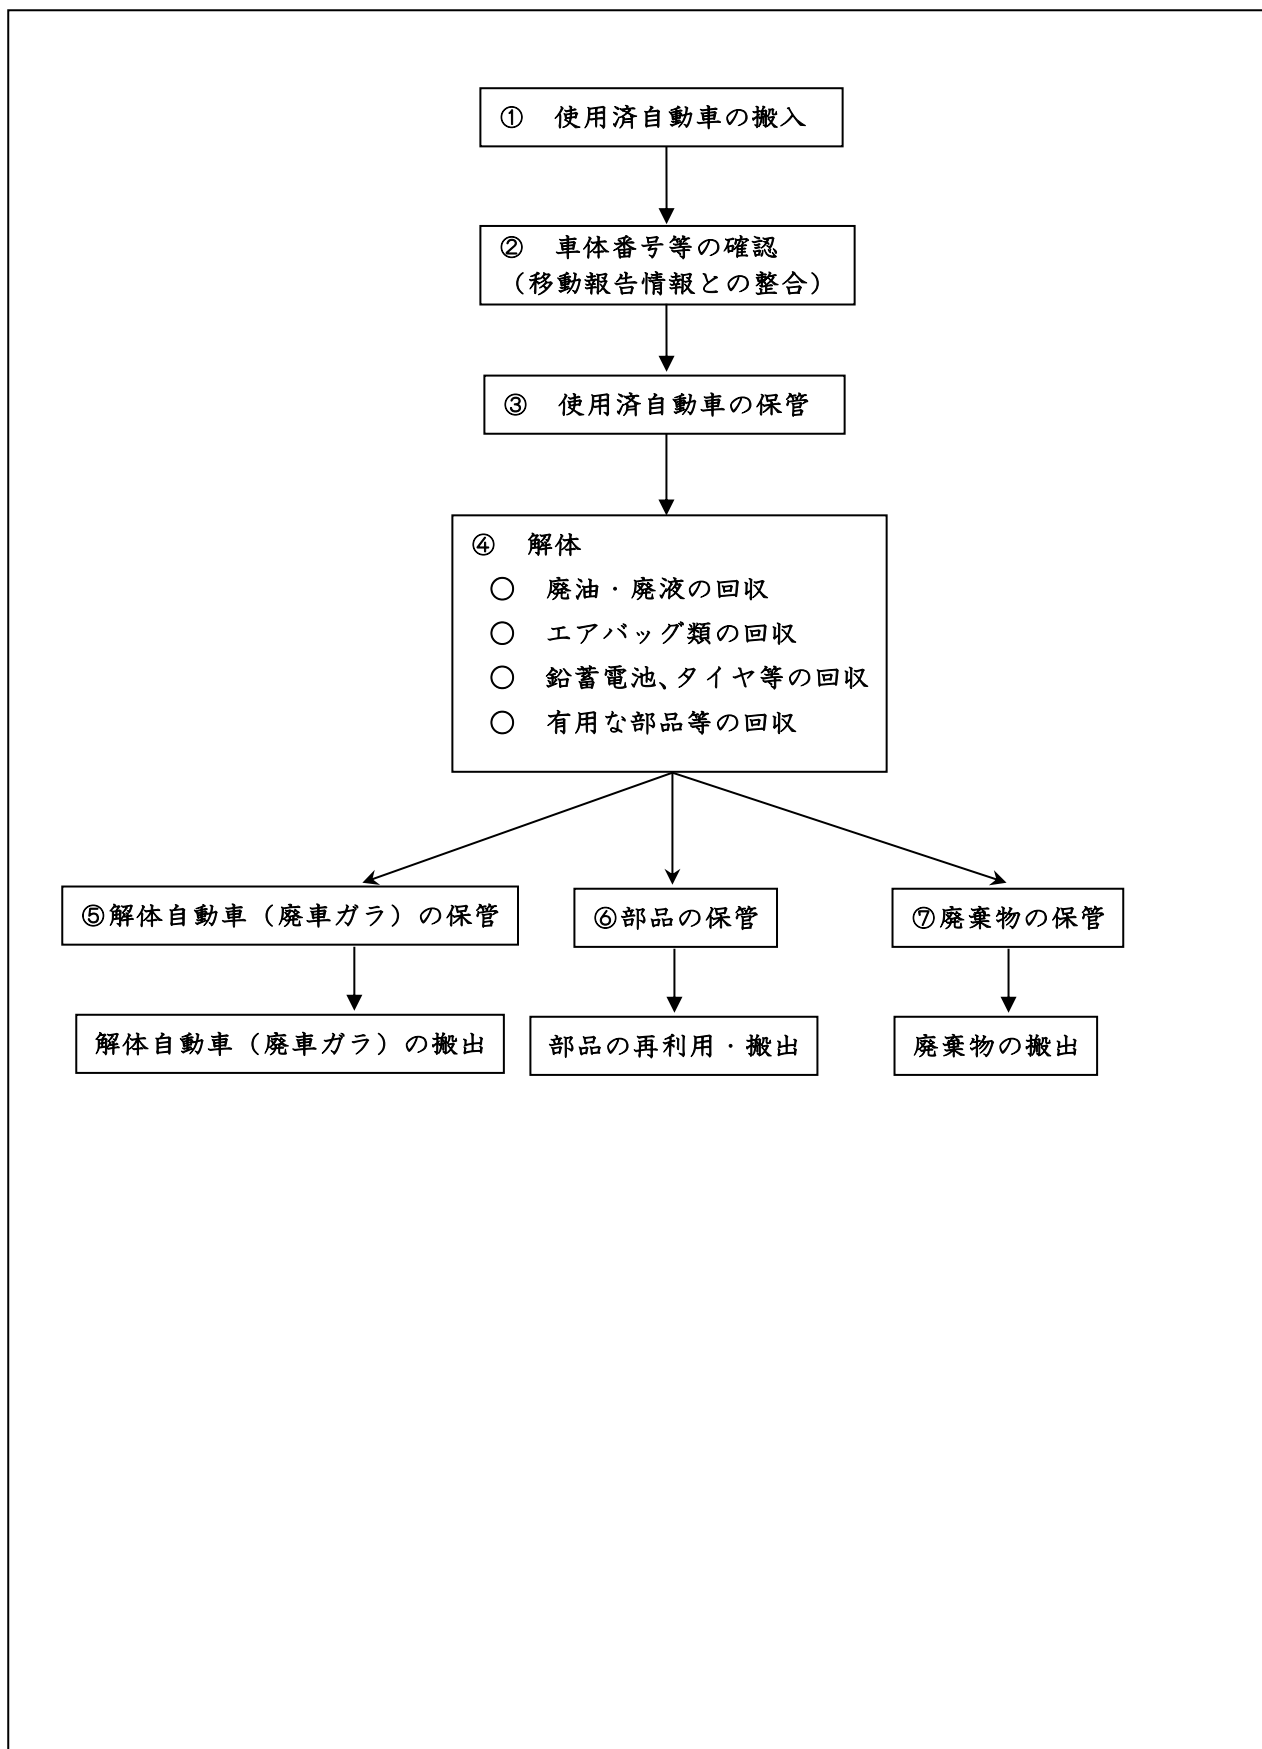 ①　使用済自動車の搬入
②　車体番号等の確認
（移動報告情報との整合）
③　使用済自動車の保管
④　解体
○　廃油・廃液の回収
○　エアバッグ類の回収
○　鉛蓄電池､タイヤ等の回収
○　有用な部品等の回収
⑤解体自動車（廃車ガラ）の保管
⑥部品の保管
⑦廃棄物の保管
解体自動車（廃車ガラ）の搬出
部品の再利用・搬出
廃棄物の搬出